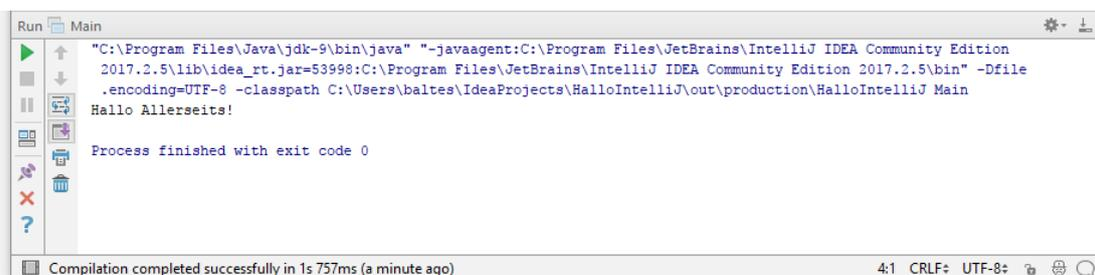 Run Main
"C:\Program Files\Java\jdk-9\bin\java" "-javaagent:C:\Program Files\JetBrains\IntelliJ IDEA Community Edition
2017.2.5\lib\idea_rt.jar=53998:C:\Program Files\JetBrains\IntelliJ IDEA Community Edition 2017.2.5\bin" -Dfile
.encoding=UTF-8 -classpath C:\Users\baltes\IdeaProjects\HalloIntelliJ\out\production\HalloIntelliJ Main
Hallo Allerseits!
Process finished with exit code 0
?
Compilation completed successfully in 1s 757ms (a minute ago) 4:1 CRLF UTF-8